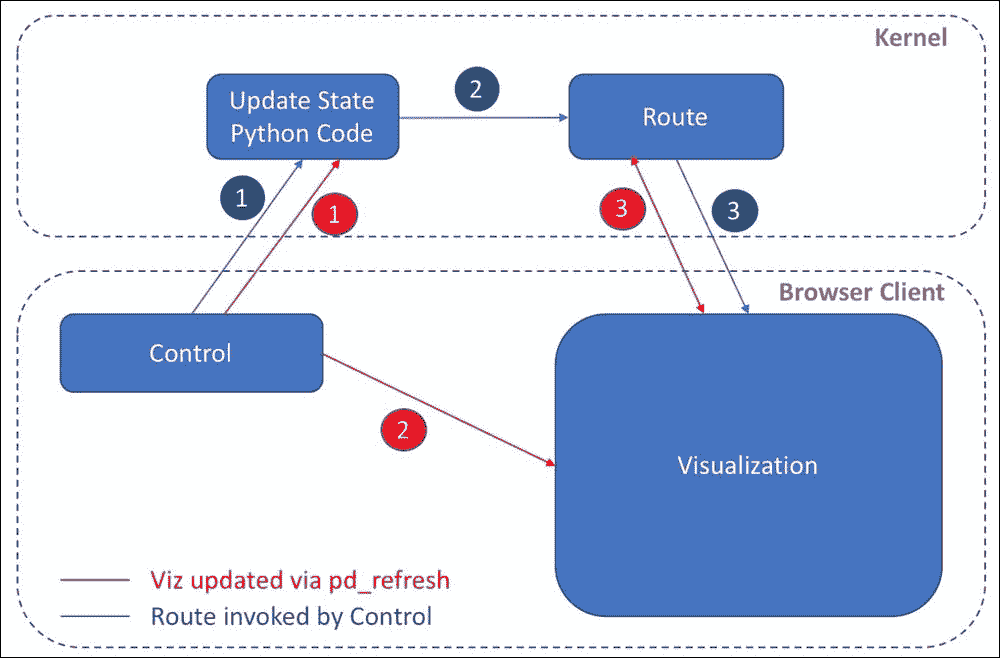 Kernel
Update State
Python Code
2
Route
1
1
3
3
Browser Client
Control
2
Visualization
Viz updated via pd_refresh
Route invoked by Control